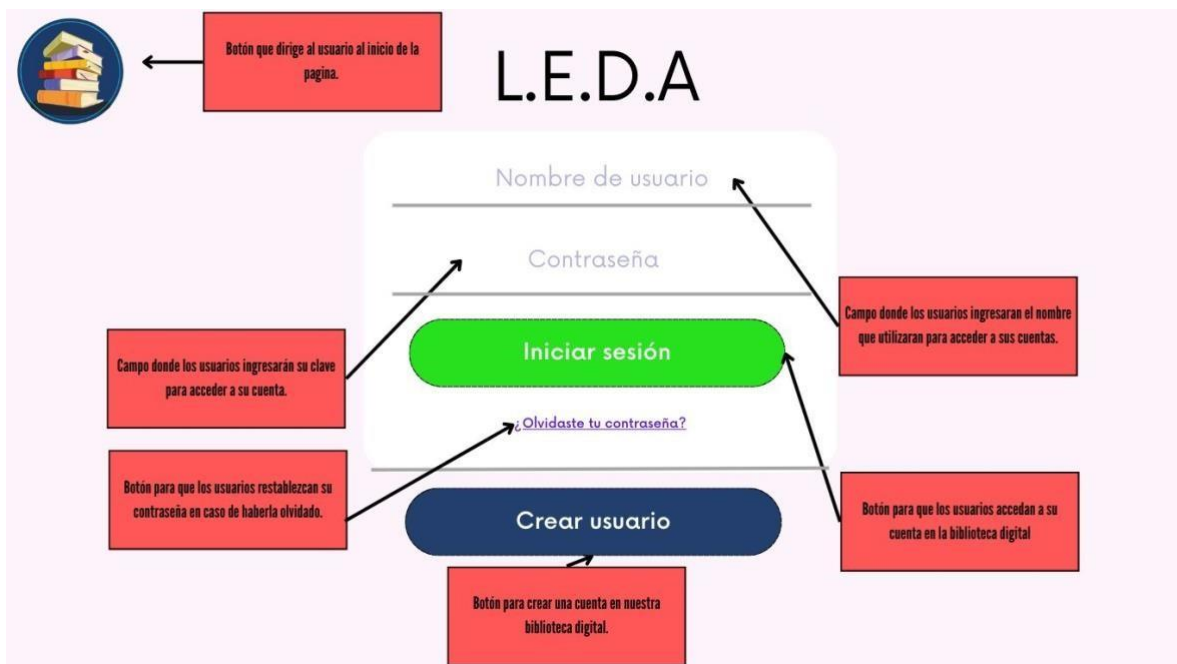 Botón que dirige al usuario al inicio de la
pagina.
L.E.D.A
Nombre de usuario
Contraseña
Campo donde los usuarios ingresaran el nombre
que utilizaran para acceder a sus cuentas.
Iniciar sesión
Campo donde los usuarios ingresarán su clave
para acceder a su cuenta.
¿Olvidaste tu contraseña?
Botón para que los usuarios restablezcan su
contraseña en caso de haberla olvidado.
Crear usuario
Botón para que los usuarios accedan a su
cuenta en la biblioteca digital
Botón para crear una cuenta en nuestra
biblioteca digital.